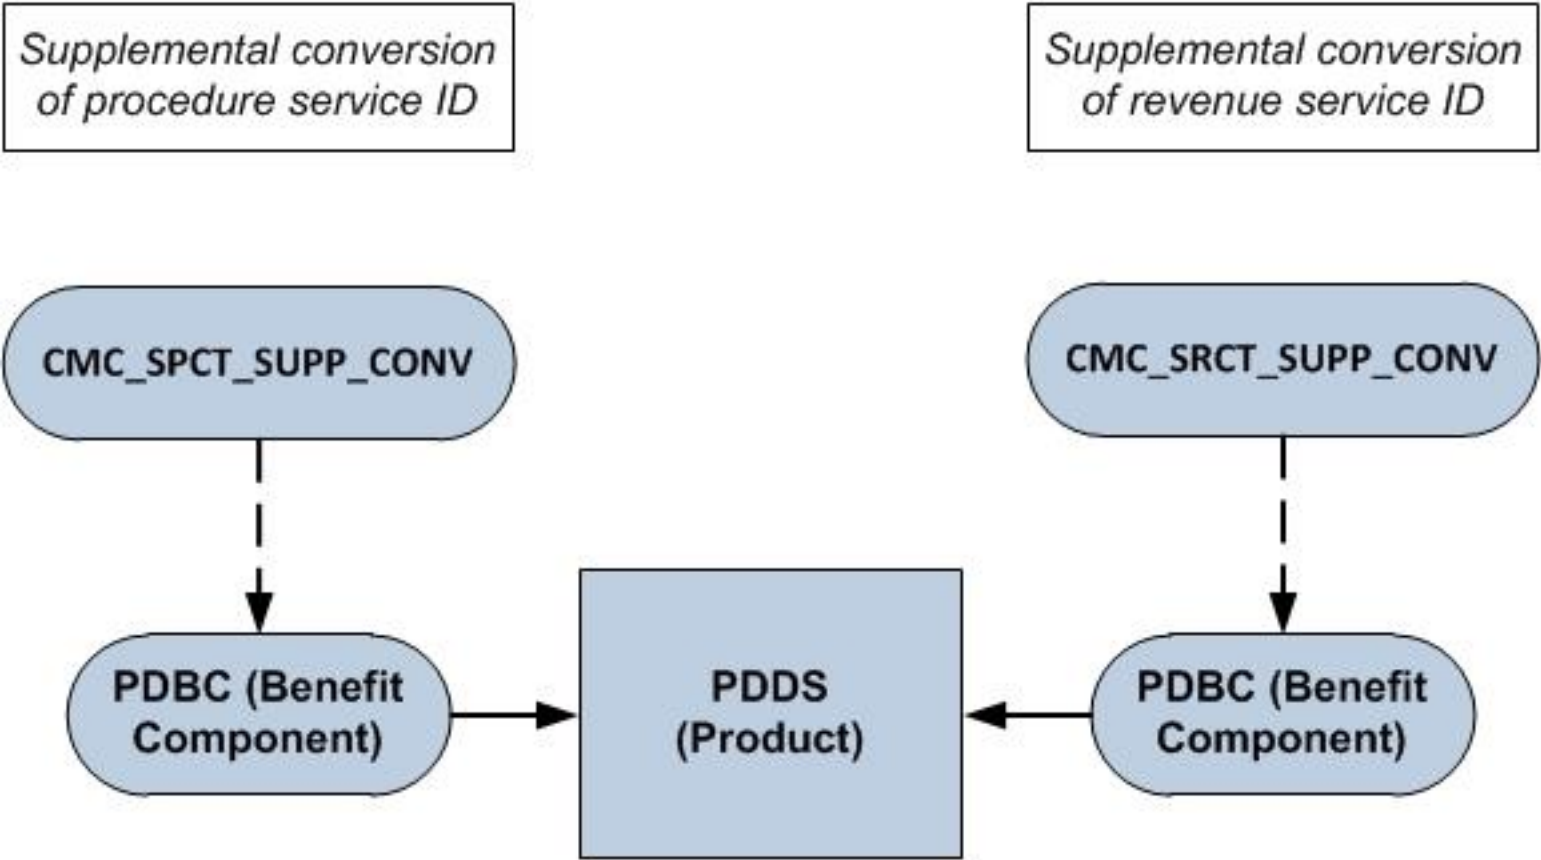 Supplemental conversion
of procedure service ID
Supplemental conversion
of revenue service ID
CMC_SPCT_SUPP_CONV
CMC_SRCT_SUPP_CONV
PDBC (Benefit
Component)
PDDS
(Product)
PDBC (Benefit
Component)